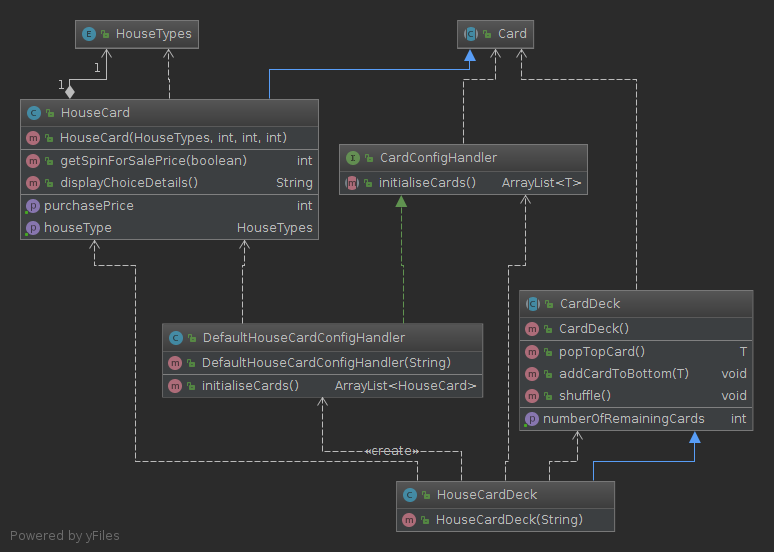 HouseTypes
Card
1
1
HouseCard
HouseCard(HouseTypes, int, int, int)
getSpinForSalePrice(boolean) int
displayChoiceDetails() String
purchasePrice int
houseType HouseTypes
CardConfigHandler
initialiseCards() ArrayList<T>
DefaultHouseCardConfigHandler
DefaultHouseCardConfigHandler(String)
initialiseCards() ArrayList<HouseCard>
CardDeck
CardDeck()
popTopCard() T
addCardToBottom(T) void
shuffle() void
numberOfRemainingCards int
«create»
HouseCardDeck
HouseCardDeck(String)
Powered by yFiles